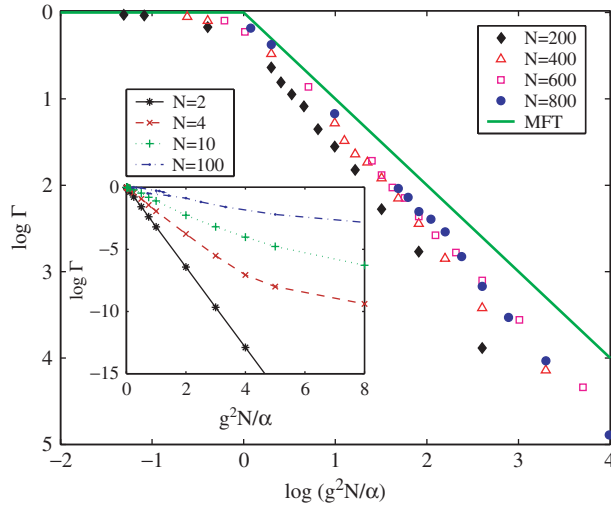 0
1
2
3
4
5
log Γ
−2
−1
0
1
2
3
4
log (g²N/α)
N=200
N=400
N=600
N=800
MFT
N=2
N=4
N=10
N=100
0
−5
−10
−15
log Γ
0
2
4
6
8
g²N/α